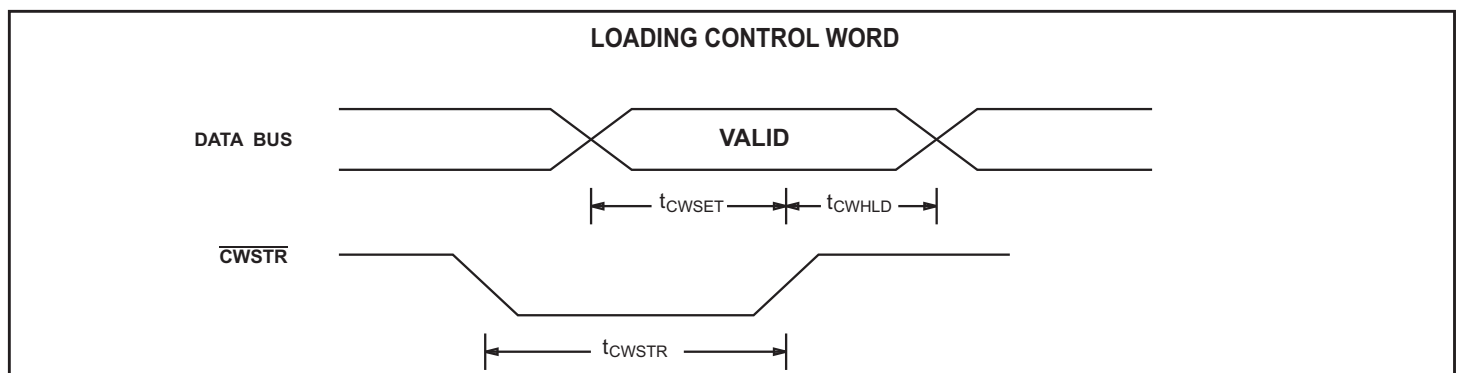 LOADING CONTROL WORD
DATA BUS
VALID
tCWSET
tCWHLD
CWSTR
tCWSTR